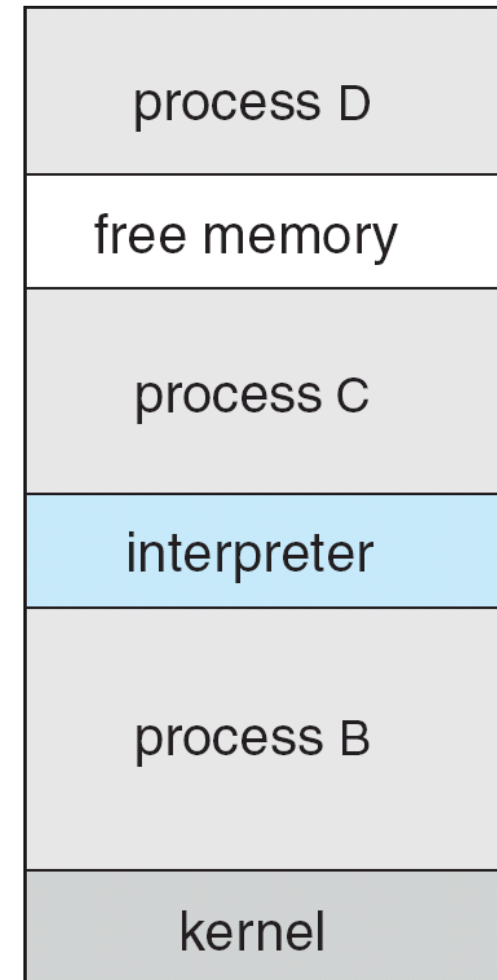 process D
free memory
process C
interpreter
process B
kernel